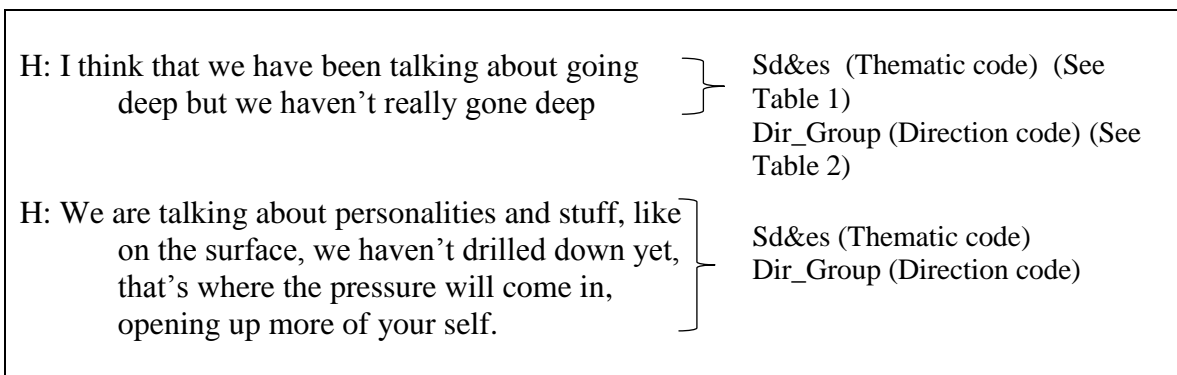 H: I think that we have been talking about going
deep but we haven’t really gone deep
Sd&es (Thematic code) (See
Table 1)
Dir_Group (Direction code) (See
Table 2)
H: We are talking about personalities and stuff, like
on the surface, we haven’t drilled down yet,
that’s where the pressure will come in,
opening up more of your self.
Sd&es (Thematic code)
Dir_Group (Direction code)